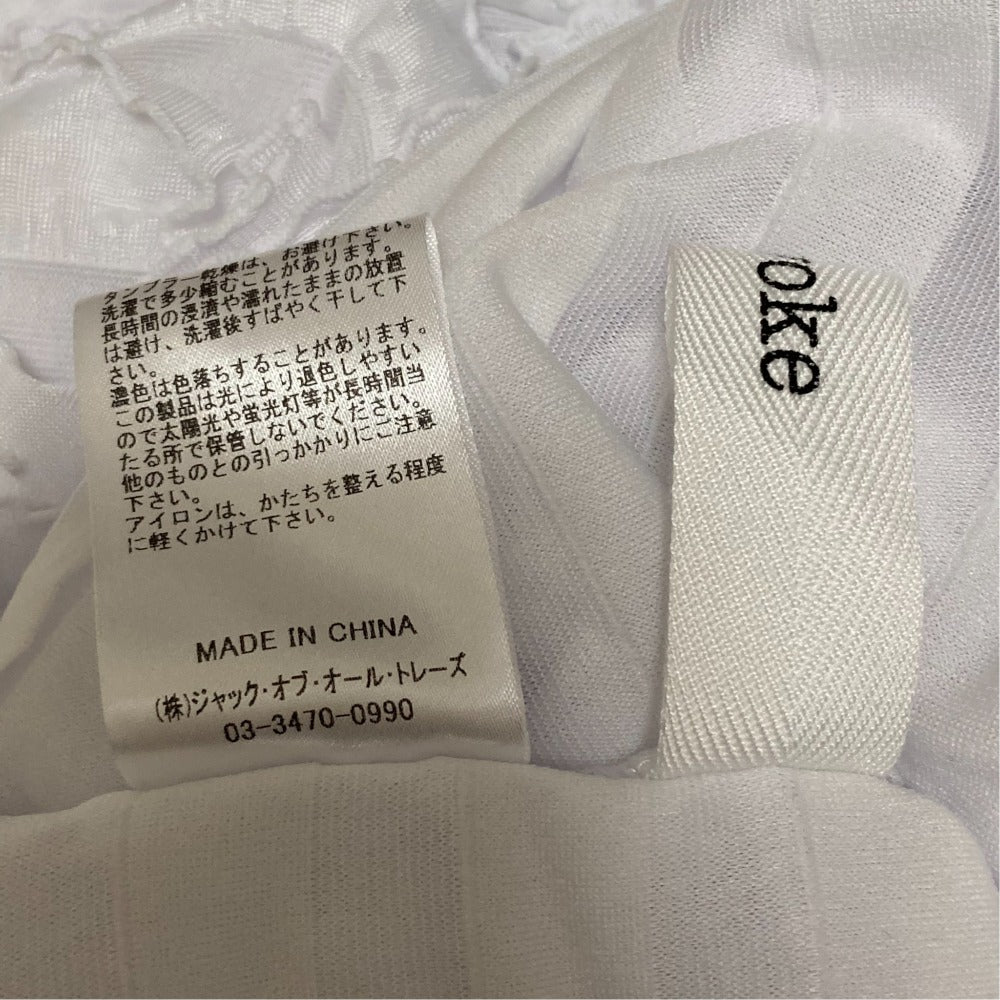 タンブラー乾燥は、お避け下さい。
洗濯で多少縮むことがあります。
長時間の浸漬や濡れたままの放置
は避け、洗濯後すばやく干して下
さい。
濃色は色落ちすることがあります。
この製品は光により退色しやすい
ので太陽光や蛍光灯等が長時間当
たる所で保管しないでください。
他のものとの引っかかりにご注意
下さい。
アイロンは、かたちを整える程度
に軽くかけて下さい。
MADE IN CHINA
(株)ジャック・オブ・オール・トレーズ
03-3470-0990
oke